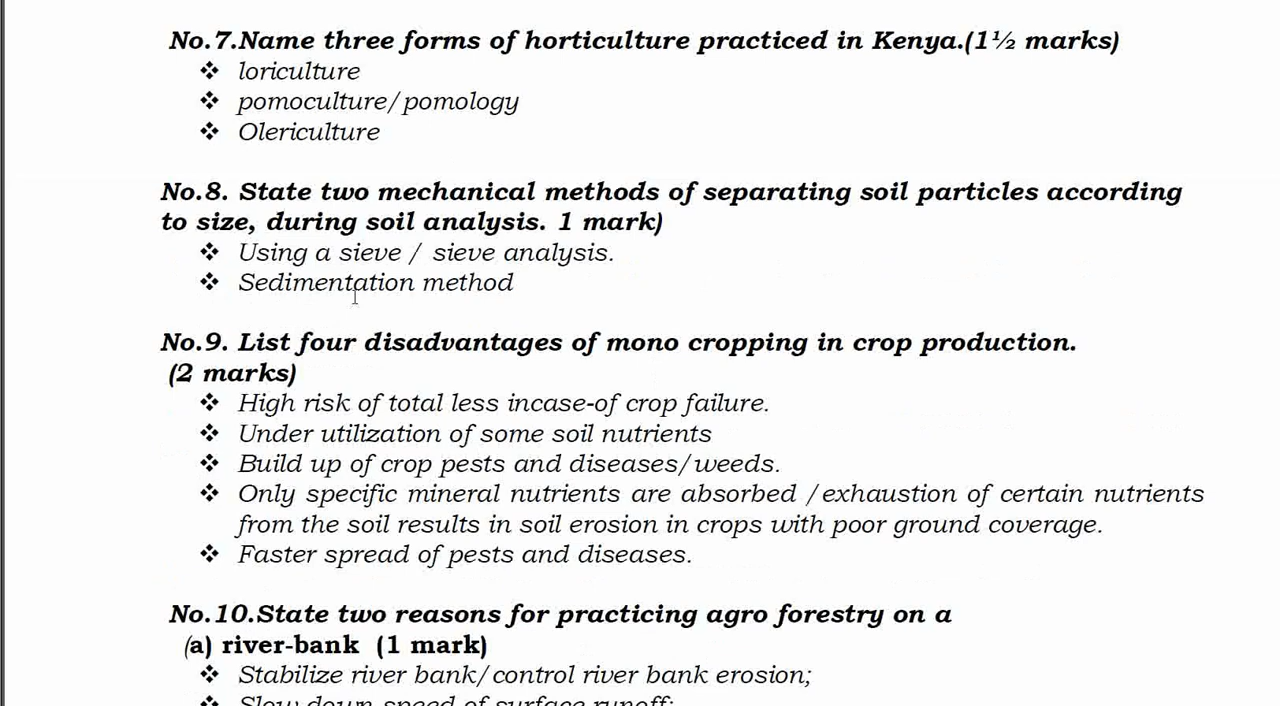 No.7.Name three forms of horticulture practiced in Kenya.(1½ marks)
❖ loriculture
❖ pomoculture/pomology
❖ Olericulture
No.8. State two mechanical methods of separating soil particles according
to size, during soil analysis. 1 mark)
❖ Using a sieve / sieve analysis.
❖ Sedimentation method
No.9. List four disadvantages of mono cropping in crop production.
(2 marks)
❖ High risk of total less incase-of crop failure.
❖ Under utilization of some soil nutrients
❖ Build up of crop pests and diseases/weeds.
❖ Only specific mineral nutrients are absorbed /exhaustion of certain nutrients
from the soil results in soil erosion in crops with poor ground coverage.
❖ Faster spread of pests and diseases.
No.10.State two reasons for practicing agro forestry on a
(a) river-bank (1 mark)
❖ Stabilize river bank/control river bank erosion;
❖ Slow down speed of surface runoff;